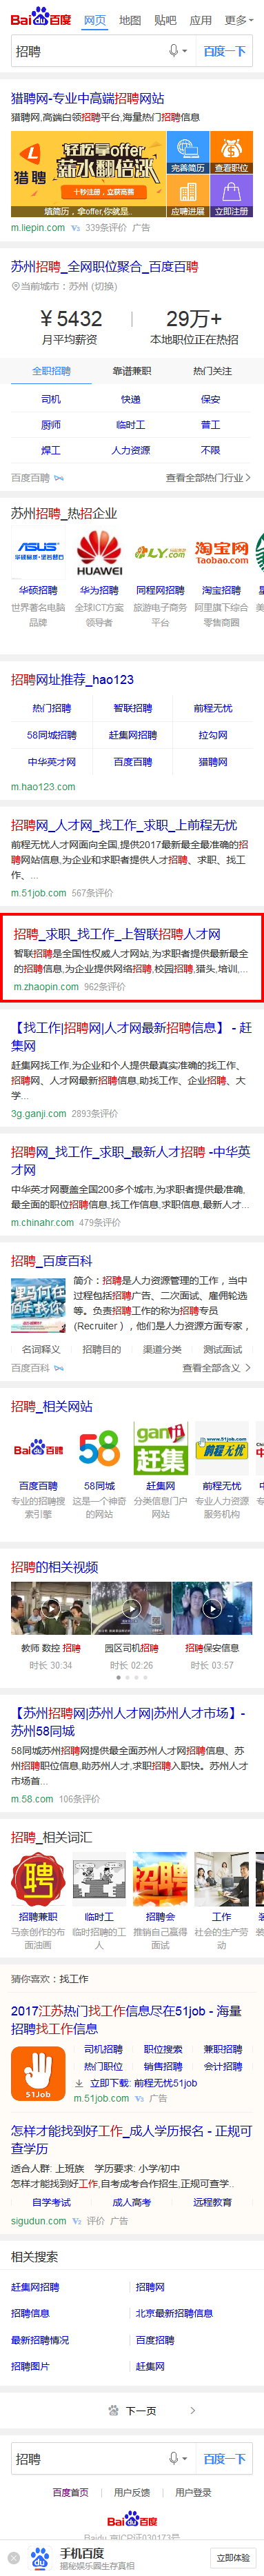 Bai百度 网页 地图 贴吧 应用 更多
招聘 百度一下
猎聘网-专业中高端招聘网站
猎聘网,高端白领招聘平台,海量热门招聘信息
猎聘
轻松拿offer
薪水翻倍涨
十秒注册,立获高薪
填简历，拿offer,你就是..
完善简历
查看职位
应聘进展
立即注册
m.liepin.com V2 339条评价 广告
苏州招聘_全网职位聚合_百度百聘
当前城市：苏州 (切换)
¥5432 29万+
月平均薪资 本地职位正在热招
全职招聘 靠谱兼职 热门关注
司机 快递 保安
厨师 临时工 普工
焊工 人力资源 不限
百度百聘 查看全部热门行业
苏州招聘_热招企业
ASUS HUAWEI LY.com 淘宝网
Taobao.com
华硕招聘 华为招聘 同程网招聘 淘宝招聘
世界著名电脑品牌 全球ICT方案领导者 旅游电子商务平台 阿里旗下综合零售商圈
招聘网址推荐_hao123
热门招聘 智联招聘 前程无忧
58同城招聘 赶集网招聘 拉勾网
中华英才网 百度百聘 猎聘网
m.hao123.com
招聘网_人才网_找工作_求职_上前程无忧
前程无忧人才网面向全国,提供2017最新最全最准确的招
聘网站信息,为企业和求职者提供人才招聘、求职、找工
作、...
m.51job.com 567条评价
招聘_求职_找工作_上智联招聘人才网
智联招聘是全国性权威人才网站,为求职者提供最新最全
的招聘信息,为企业提供网络招聘,校园招聘,猎头,培训,...
m.zhaopin.com 962条评价
【找工作|招聘网|人才网最新招聘信息】 - 赶
集网
赶集网找工作,为企业和个人提供最真实准确的找工作、
招聘网、人才网最新招聘信息,助找工作、企业招聘、大
学...
3g.ganji.com 2893条评价
招聘网_找工作_求职_最新人才招聘 -中华英
才网
中华英才网覆盖全国200多个城市,为求职者提供最准确,
最全面的职位招聘信息,找工作信息,求职信息,最新人才...
m.chinahr.com 479条评价
招聘_百度百科
简介：招聘是人力资源管理的工作，当中
过程包括招聘广告、二次面试、雇佣轮选
等。负责招聘工作的称为招聘专员
(Recruiter)，他们是人力资源方面专家，
名词释义 招聘目的 渠道分类 测试面试
百度百科 查看全部含义
招聘_相关网站
Bai百聘 58 ganji 赶集 www.51job.com 前程无忧
百度百聘 58同城 赶集网 前程无忧
专业的招聘搜索引擎 这是一个神奇的网站 分类信息门户网站 专业人力资源服务机构
招聘的相关视频
教师 数控 招聘 园区司机招聘 招聘保安信息
时长 30:34 时长 02:26 时长 03:57
【苏州招聘网|苏州人才网|苏州人才市场】-
苏州58同城
58同城苏州招聘网提供最全面苏州人才网招聘信息、苏
州招聘职位信息,助苏州人才,求职招聘入职快。苏州人才
市场首...
m.58.com 106条评价
招聘_相关词汇
聘 招聘
招聘兼职 临时工 招聘会 工作
马亲创作的布面油画 临时招聘的工人 推销自己赢得面试 社会的生产劳动
猜你喜欢：找工作
2017江苏热门找工作信息尽在51job - 海量
招聘找工作信息
51Job
司机招聘 职位搜索 兼职招聘
热门职位 销售招聘 会计招聘
立即下载: 前程无忧51job
m.51job.com V3 广告
怎样才能找到好工作_成人学历报名 - 正规可
查学历
适合人群: 上班族 学历要求: 小学/初中
怎样才能找到好工作,自考成考合作招生,正规可查学..
自学考试 成人高考 远程教育
sigudun.com V2 评价 广告
相关搜索
赶集网招聘 招聘网
招聘信息 北京最新招聘信息
最新招聘情况 百度招聘
招聘图片 赶集网
下一页
招聘 百度一下
百度首页 用户反馈 用户登录
Bai百度
Baidu 京ICP证030173号
手机百度
揭秘娱乐圈生存真相
立即体验